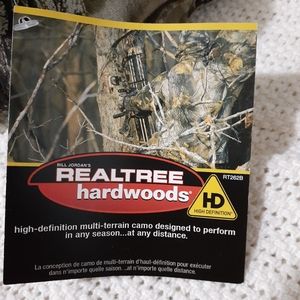 BILL JORDAN'S
REALTREE
hardwoods®
RT262B
HD
HIGH DEFINITION
high-definition multi-terrain camo designed to perform
in any season...at any distance.
La conception de camo de multi-terrain d'haut-définition pour exécuter
dans n'importe quelle saison. ..at n'importe quelle distance.